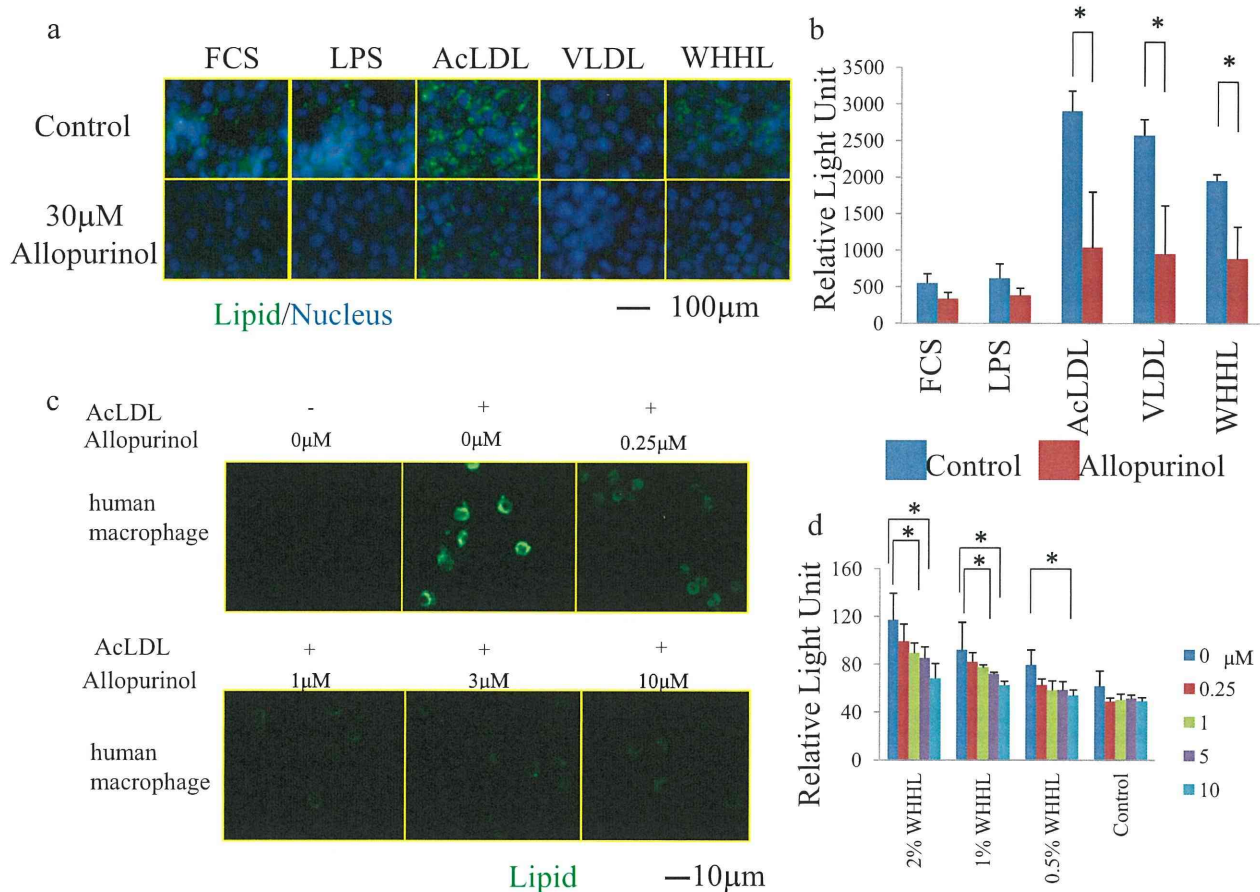 a
FCS LPS AcLDL VLDL WHHL
Control
30μM
Allopurinol
Lipid/Nucleus
100μm
b
* * *
Relative Light Unit
3500
3000
2500
2000
1500
1000
500
0
FCS
LPS
AcLDL
VLDL
WHHL
Control Allopurinol
c
AcLDL - + +
Allopurinol 0μM 0μM 0.25μM
human
macrophage
AcLDL + + +
Allopurinol 1μM 3μM 10μM
human
macrophage
Lipid
10μm
d
* * * * *
Relative Light Unit
160
120
80
40
0
2% WHHL
1% WHHL
0.5% WHHL
Control
0 μM
0.25
1
5
10